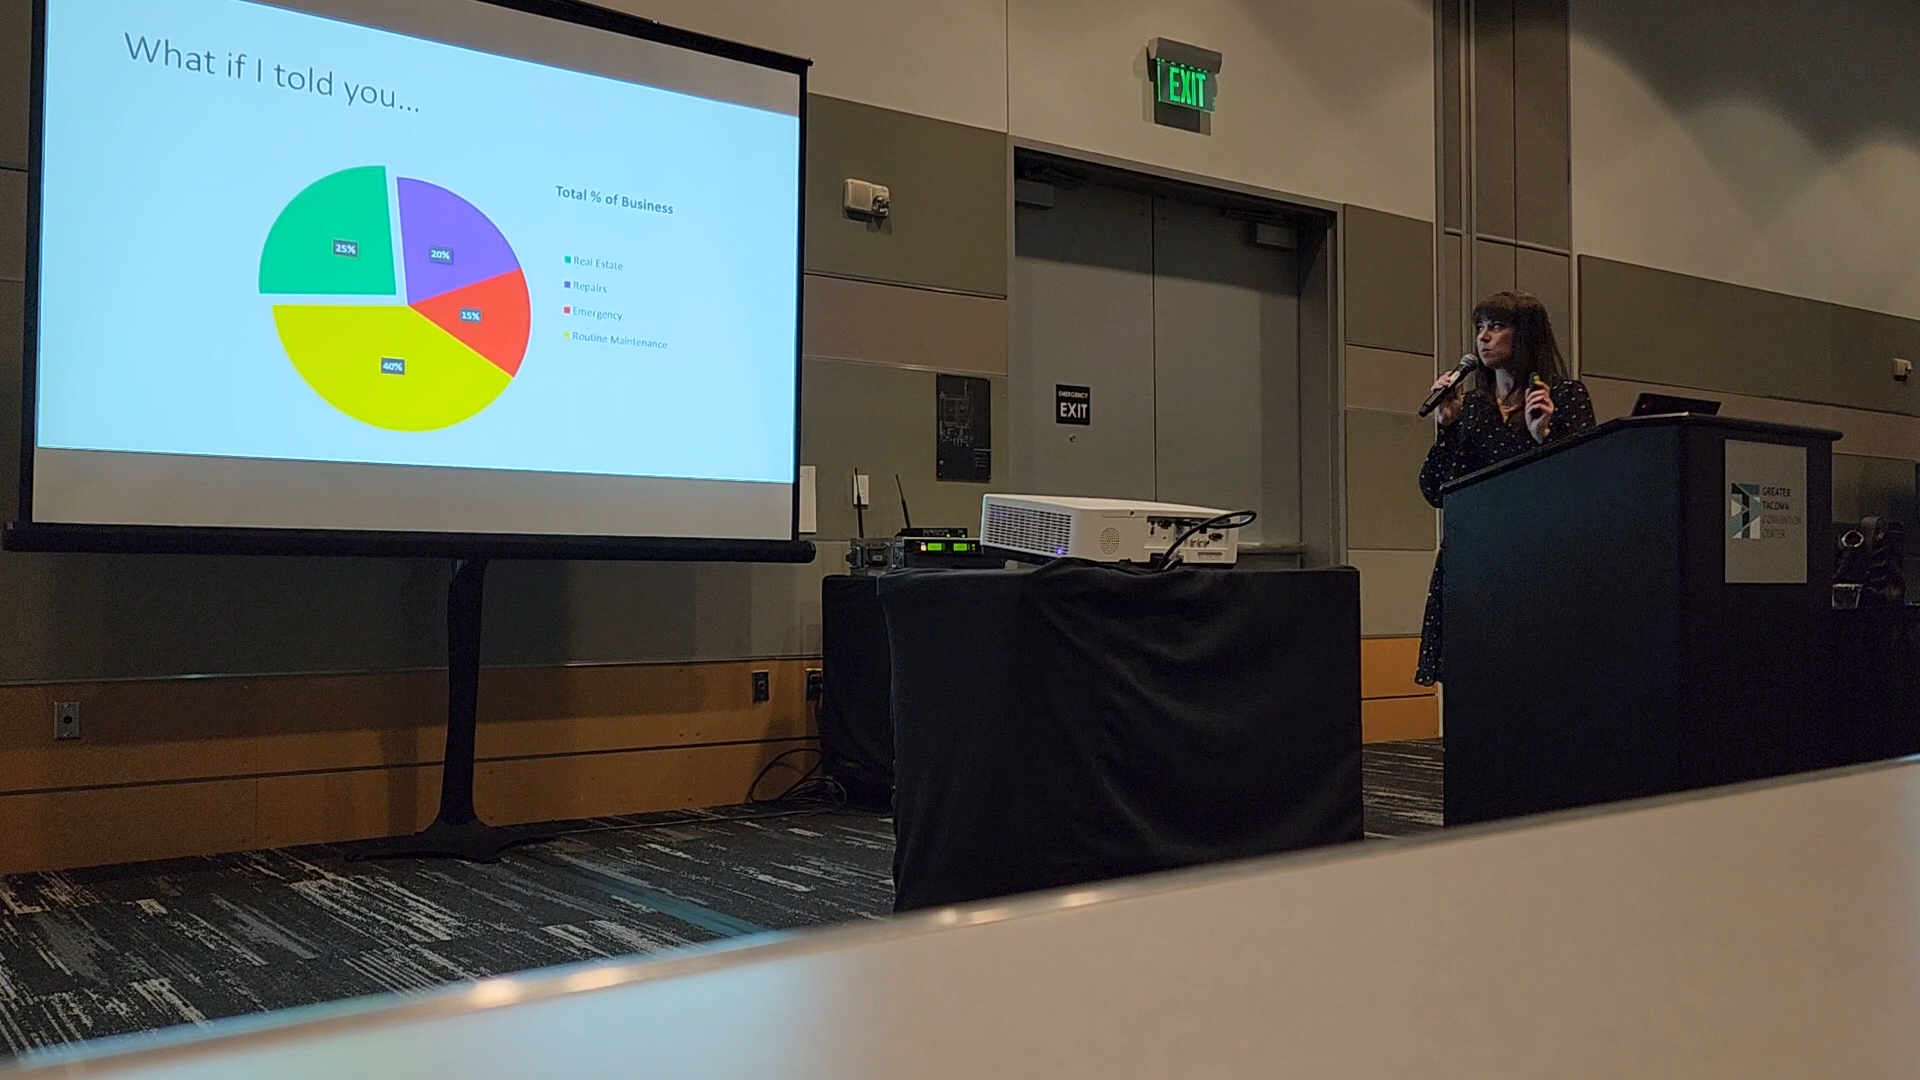 What if I told you...
25%
20%
15%
40%
Total % of Business
Real Estate
Repairs
Emergency
Routine Maintenance
EXIT
EMERGENCY
EXIT
GREATER
TACOMA
CONVENTION
CENTER